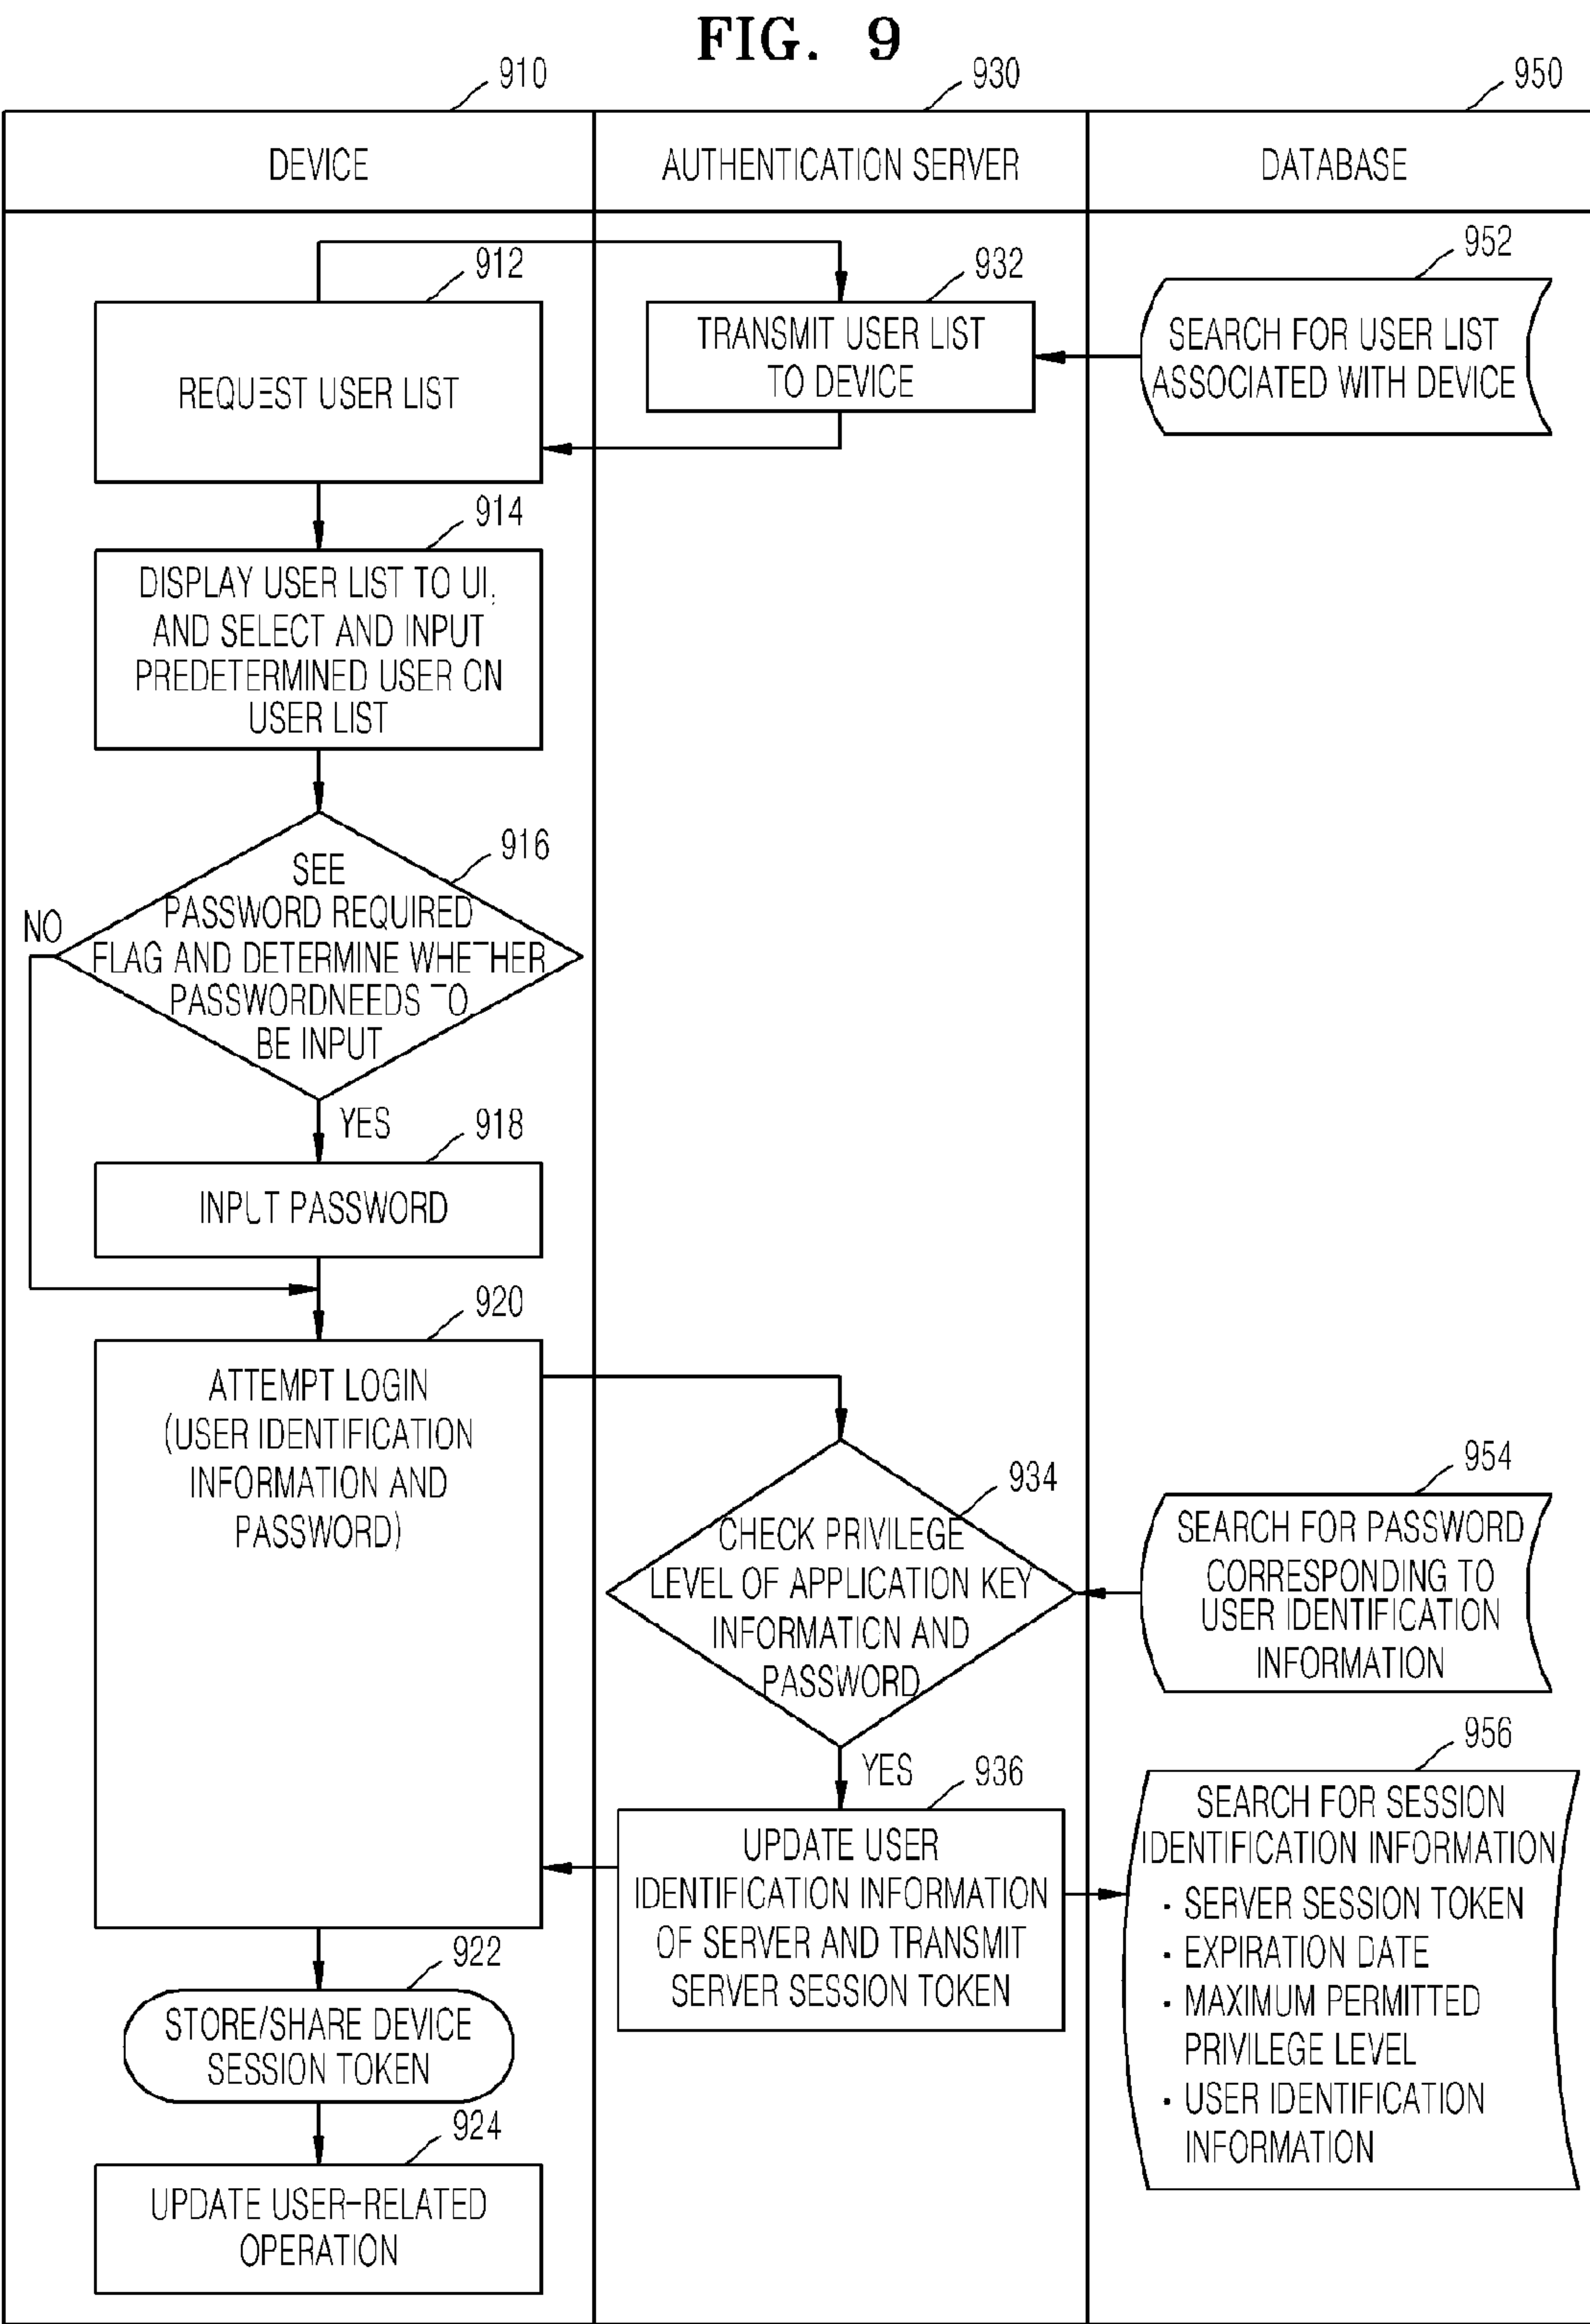 FIG. 9
910
930
950
DEVICE
AUTHENTICATION SERVER
DATABASE
912
932
952
REQUEST USER LIST
TRANSMIT USER LIST
TO DEVICE
SEARCH FOR USER LIST
ASSOCIATED WITH DEVICE
914
DISPLAY USER LIST TO UI,
AND SELECT AND INPUT
PREDETERMINED USER ON
USER LIST
916
SEE
PASSWORD REQUIRED
FLAG AND DETERMINE WHETHER
PASSWORDNEEDS TO
BE INPUT
NO
YES
918
INPUT PASSWORD
920
ATTEMPT LOGIN
(USER IDENTIFICATION
INFORMATION AND
PASSWORD)
934
CHECK PRIVILEGE
LEVEL OF APPLICATION KEY
INFORMATION AND
PASSWORD
954
SEARCH FOR PASSWORD
CORRESPONDING TO
USER IDENTIFICATION
INFORMATION
YES
936
UPDATE USER
IDENTIFICATION INFORMATION
OF SERVER AND TRANSMIT
SERVER SESSION TOKEN
956
SEARCH FOR SESSION
IDENTIFICATION INFORMATION
· SERVER SESSION TOKEN
· EXPIRATION DATE
· MAXIMUM PERMITTED
PRIVILEGE LEVEL
· USER IDENTIFICATION
INFORMATION
922
STORE/SHARE DEVICE
SESSION TOKEN
924
UPDATE USER-RELATED
OPERATION